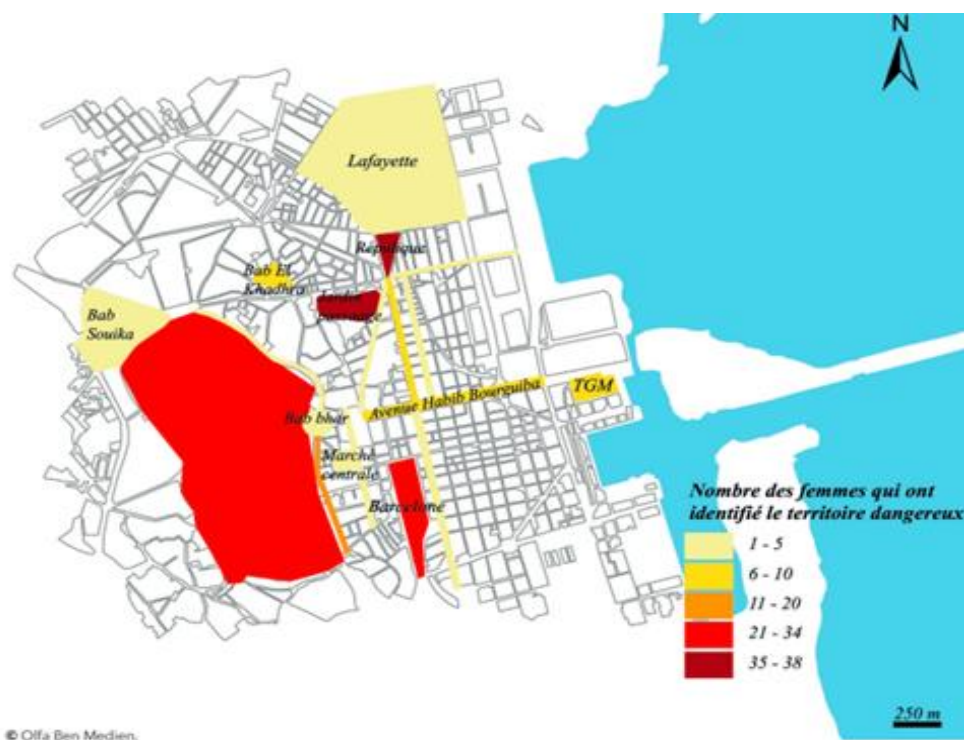 N
Lafayette
République
Bab El
Khadhra
Jardin
passage
Bab
Souika
TGM
Avenue Habib Bourguiba
Bab bhar
Marché
centrale
Barcelone
Nombre des femmes qui ont
identifié le territoire dangereux
1 - 5
6 - 10
11 - 20
21 - 34
35 - 38
250 m
© Olfa Ben Medien.